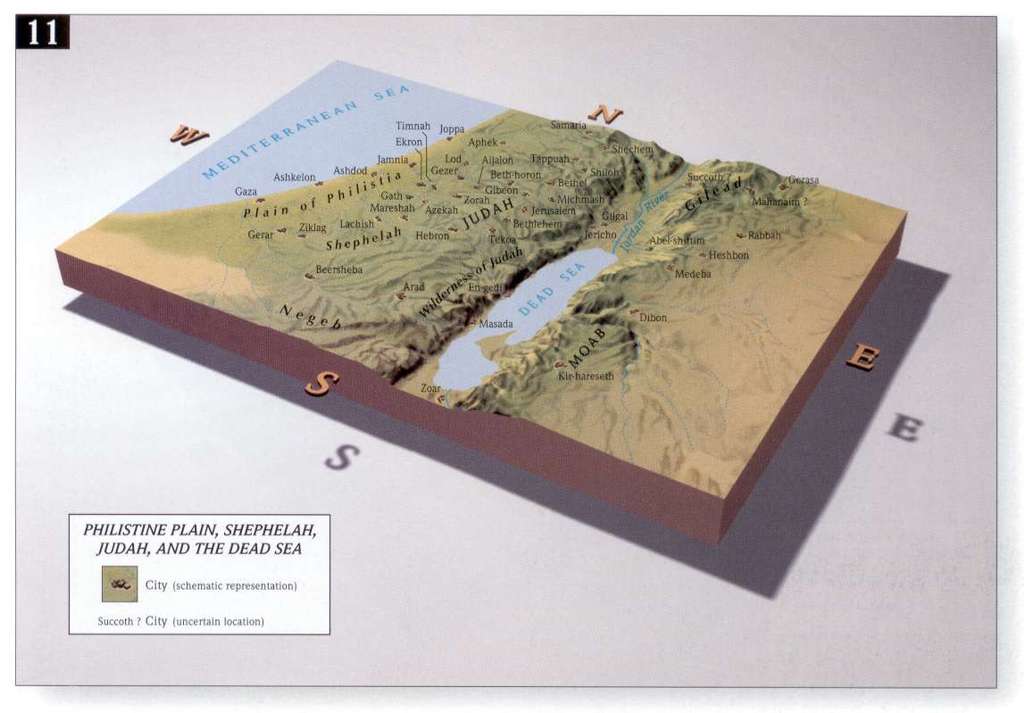 11
W
N
MEDITERRANEAN SEA
Timnah
Joppa
Samaria
Ekron
Aphek
Shechem
Jamnia
Lod
Aijalon
Tappuah
Ashdod
Gezer
Beth-horon
Shiloh
Succoth ?
Gerasa
Ashkelon
Gibeon
Bethel
Gilead
Gaza
Plain of Philistia
Gath
Zorah
Michmash
Mahanaim ?
Mareshah
Azekah
JUDAH
Jerusalem
Gilgal
Jordan River
Lachish
Bethlehem
Jericho
Gerar
Ziklag
Shephelah
Hebron
Tekoa
Abel-shittim
Rabbah
Heshbon
Beersheba
Wilderness of Judah
Medeba
Arad
En-gedi
DEAD SEA
Negeb
Masada
Dibon
MOAB
Kir-hareseth
Zoar
S
E
S
E
PHILISTINE PLAIN, SHEPHELAH,
JUDAH, AND THE DEAD SEA
City (schematic representation)
Succoth ? City (uncertain location)